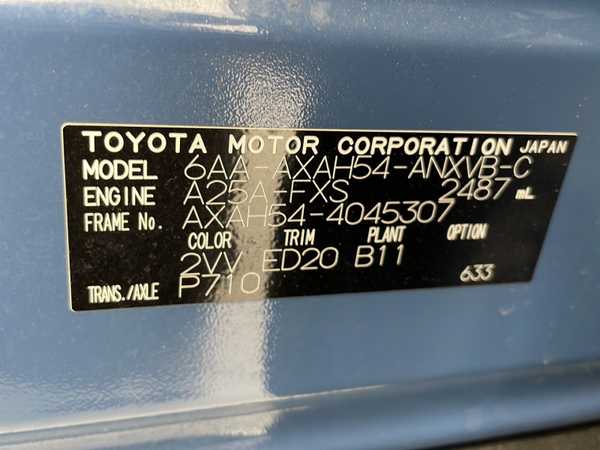 TOYOTA MOTOR CORPORATION JAPAN
MODEL 6AA-AXAH54-ANXVB-C
ENGINE A25A-FXS 2487 mL
FRAME No. AXAH54-4045307
COLOR TRIM PLANT OPTION
2VV ED20 B11
TRANS./AXLE P710 633